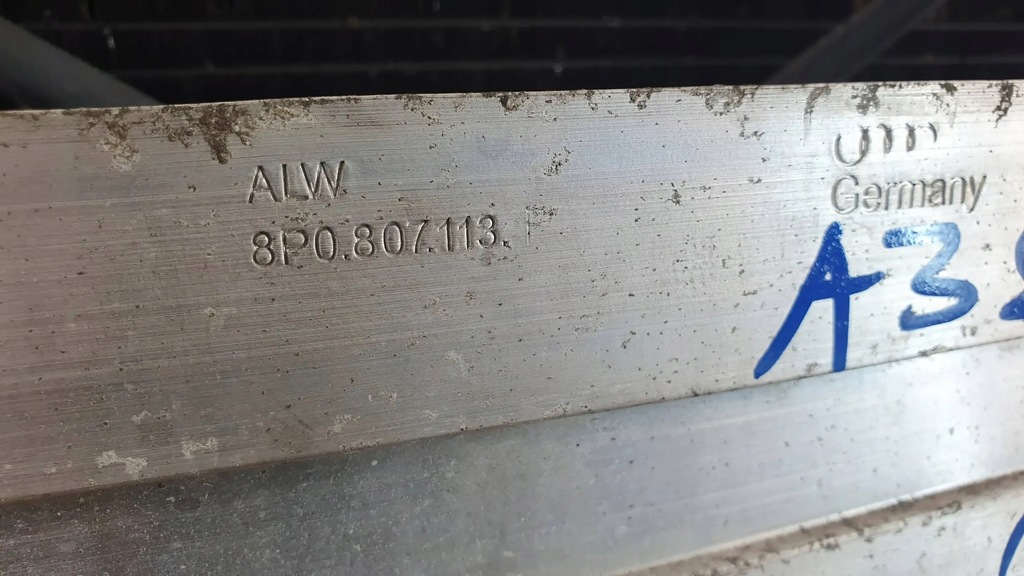 ALW
8P0.807.113. F
Germany
A3